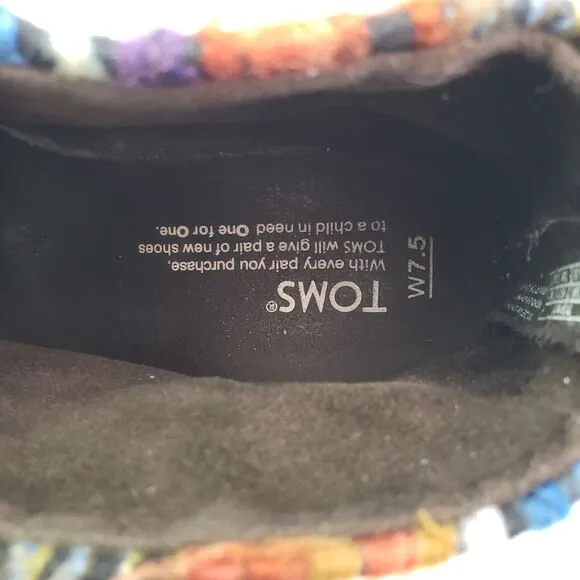 TOMS®
With every pair you purchase,
TOMS will give a pair of new shoes
to a child in need. One for One.
W7.5